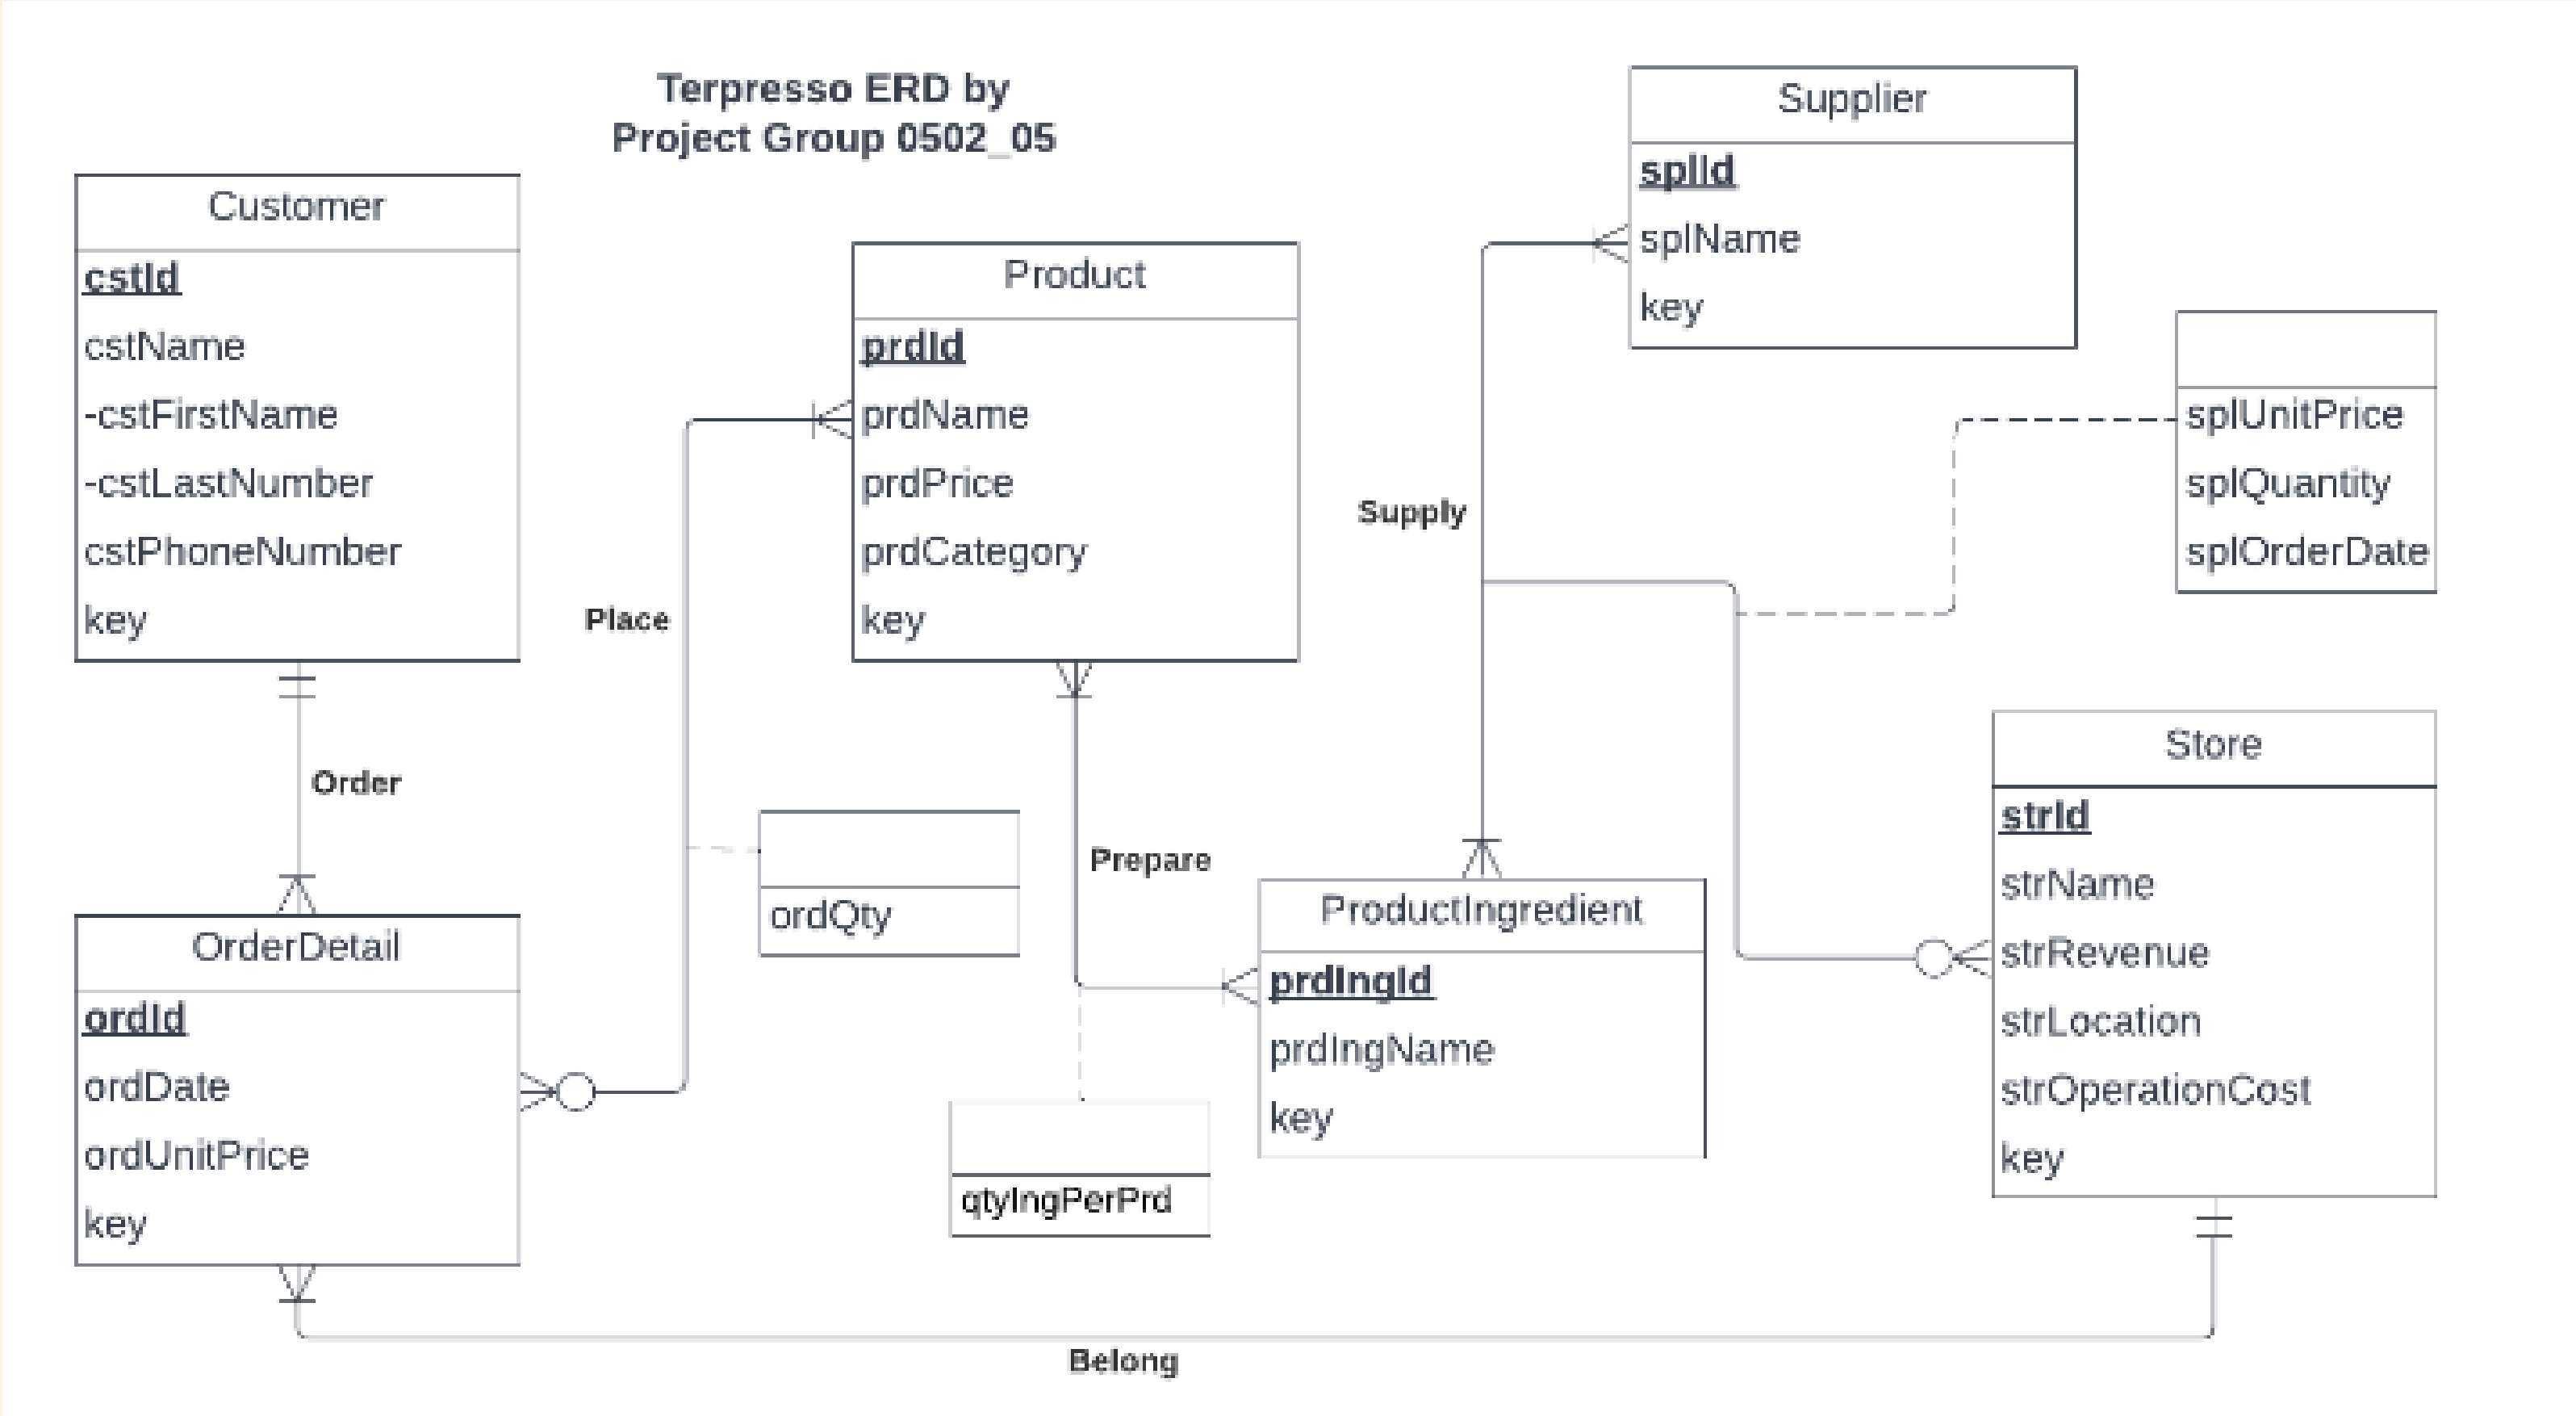 Terpresso ERD by
Project Group 0502_05
Customer
cstId
cstName
-cstFirstName
-cstLastNumber
cstPhoneNumber
key
Order
OrderDetail
ordId
ordDate
ordUnitPrice
key
Place
ordQty
Product
prdId
prdName
prdPrice
prdCategory
key
Prepare
qtyIngPerPrd
ProductIngredient
prdIngId
prdIngName
key
Supply
Supplier
splId
splName
key
splUnitPrice
splQuantity
splOrderDate
Store
strId
strName
strRevenue
strLocation
strOperationCost
key
Belong